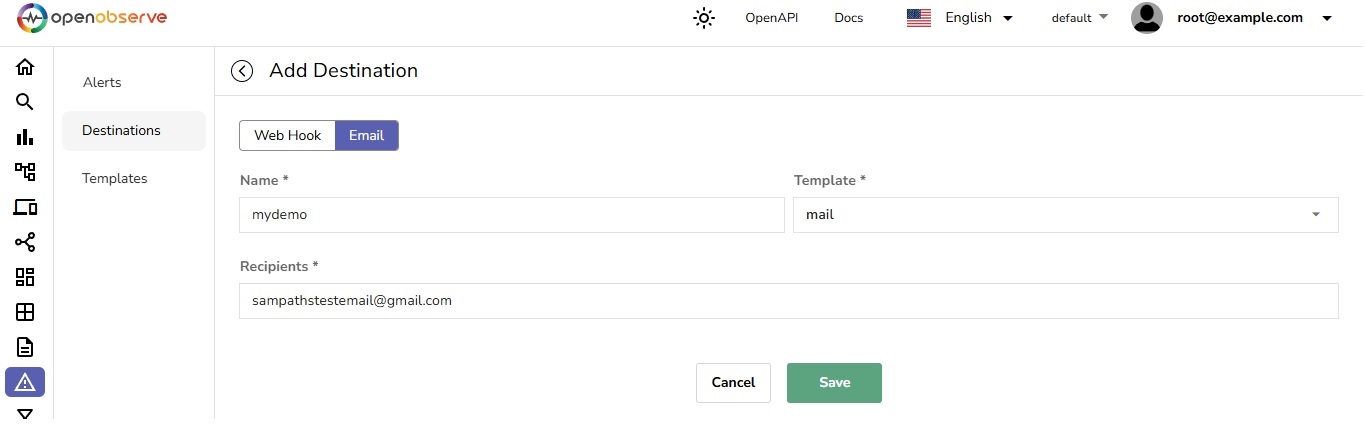 openobserve
OpenAPI Docs English default root@example.com
Alerts
Destinations
Templates
Add Destination
Web Hook Email
Name * Template *
mydemo mail
Recipients *
sampathstestemail@gmail.com
Cancel Save